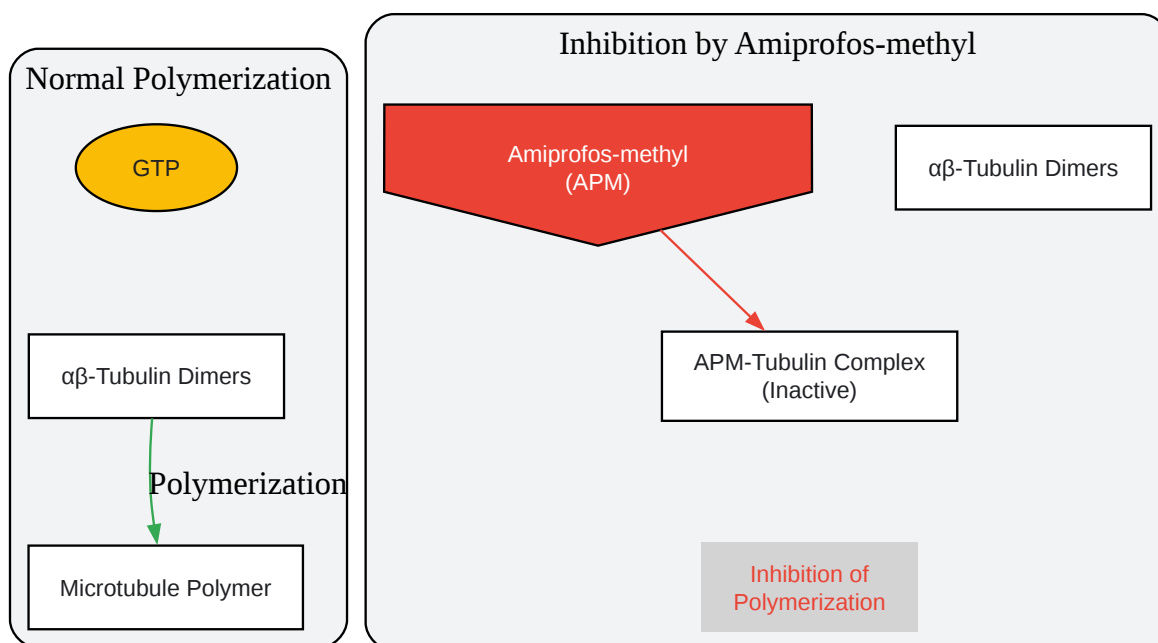 Normal Polymerization
GTP
αβ-Tubulin Dimers
Polymerization
Microtubule Polymer
Inhibition by Amiprofos-methyl
Amiprofos-methyl
(APM)
αβ-Tubulin Dimers
APM-Tubulin Complex
(Inactive)
Inhibition of
Polymerization